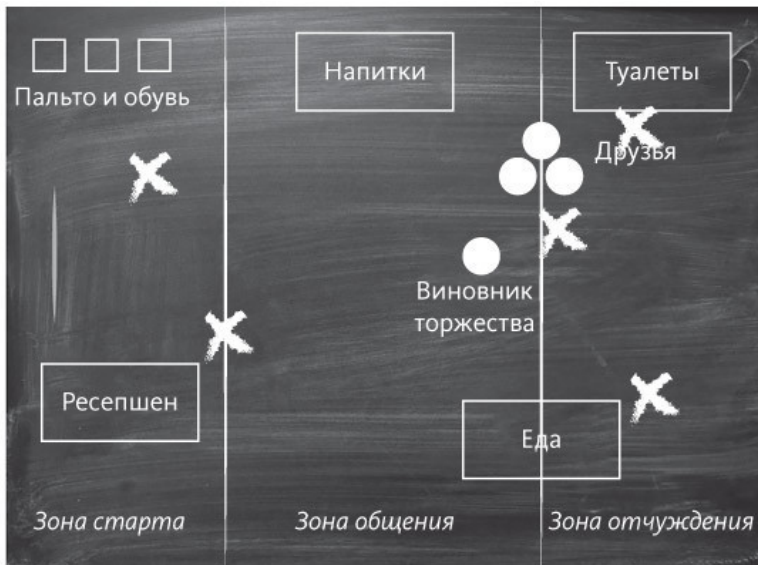 Пальто и обувь
Напитки
Туалеты
Друзья
Виновник
торжества
Ресепшен
Еда
Зона старта
Зона общения
Зона отчуждения